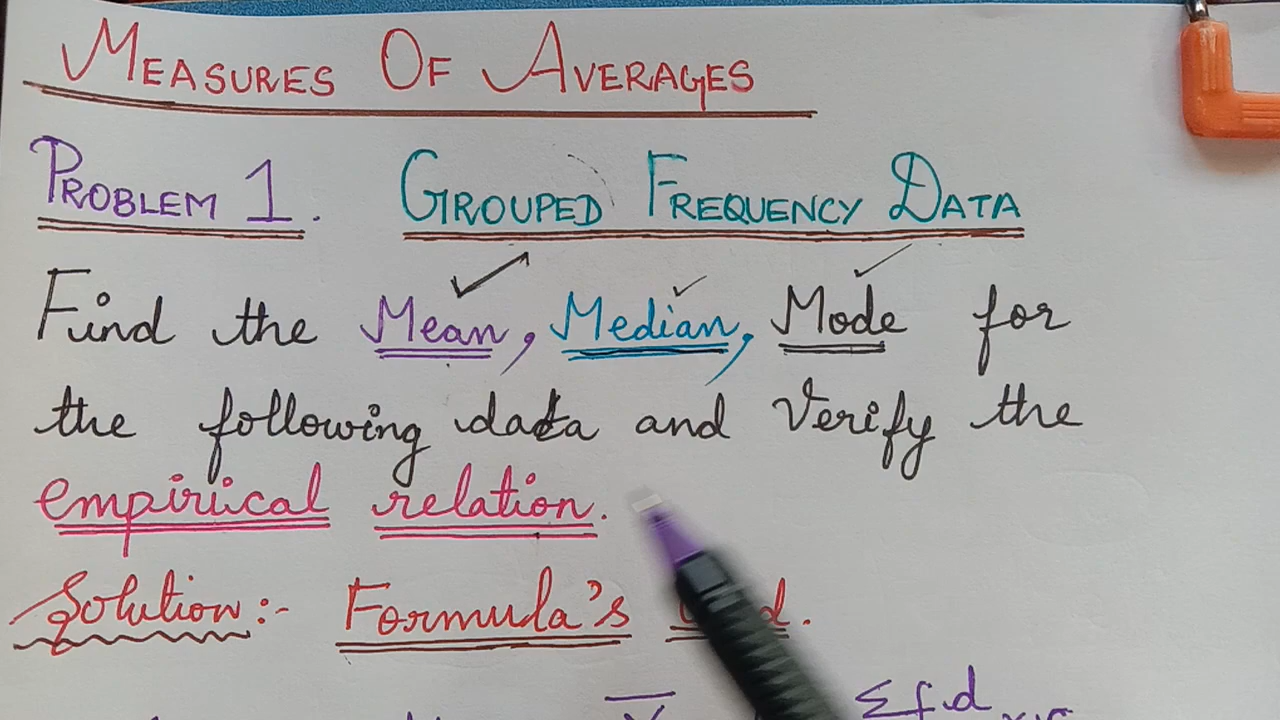 MEASURES OF AVERAGES
PROBLEM 1. GROUPED FREQUENCY DATA
Find the Mean, Median, Mode for
the following data and Verify the
empirical relation.
Solution:- Formula's
Σf.d